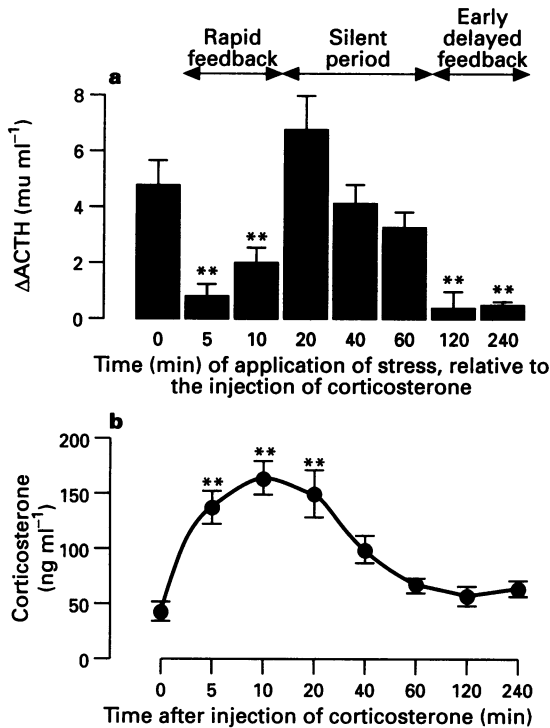 Rapid
feedback
Silent
period
Early
delayed
feedback
a
8
6
4
2
0
ΔACTH (mu ml⁻¹)
**
**
**
**
0 5 10 20 40 60 120 240
Time (min) of application of stress, relative to
the injection of corticosterone
b
200
150
100
50
0
Corticosterone
(ng ml⁻¹)
**
**
**
0 5 10 20 40 60 120 240
Time after injection of corticosterone (min)